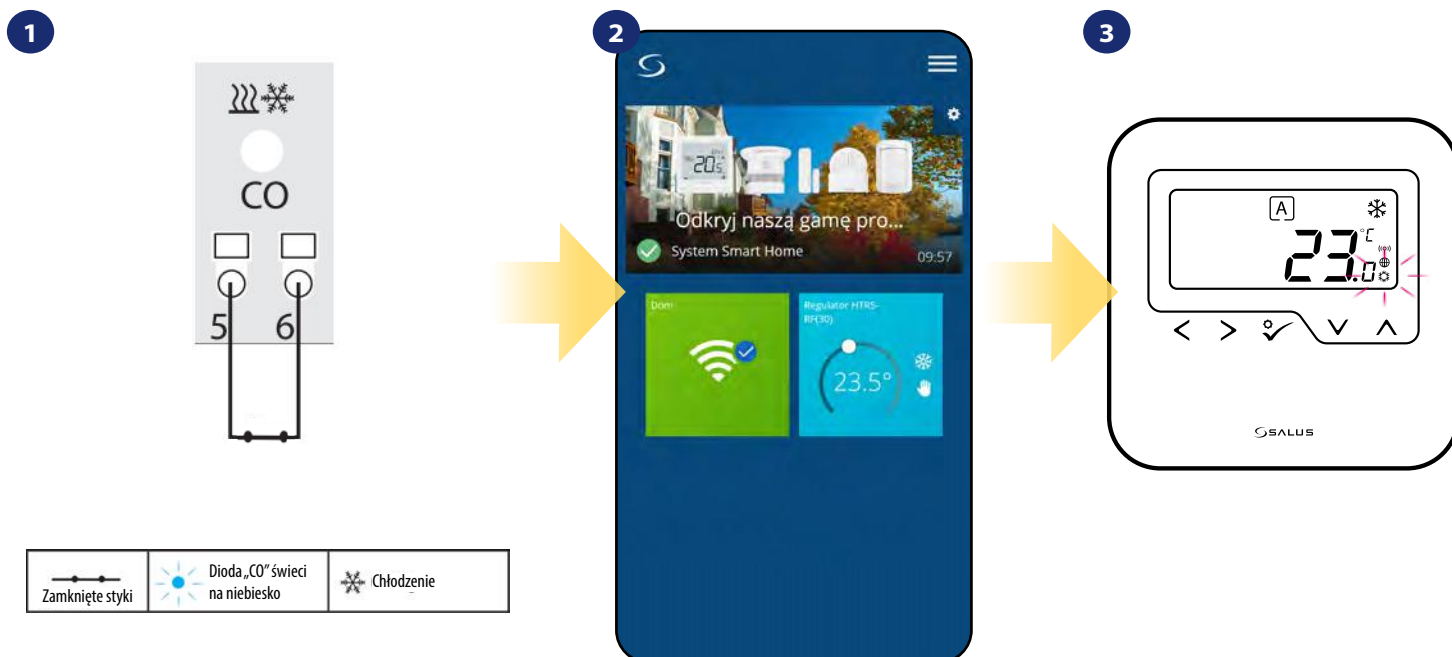 1
CO
5 6
Zamknięte styki
Dioda „CO” świeci
na niebiesko
Chłodzenie
2
20.5
Odkryj naszą gamę pro...
System Smart Home
09:57
Dom
Regulator HTRS-
RF(30)
23.5°
3
A
23.0 °C
SALUS